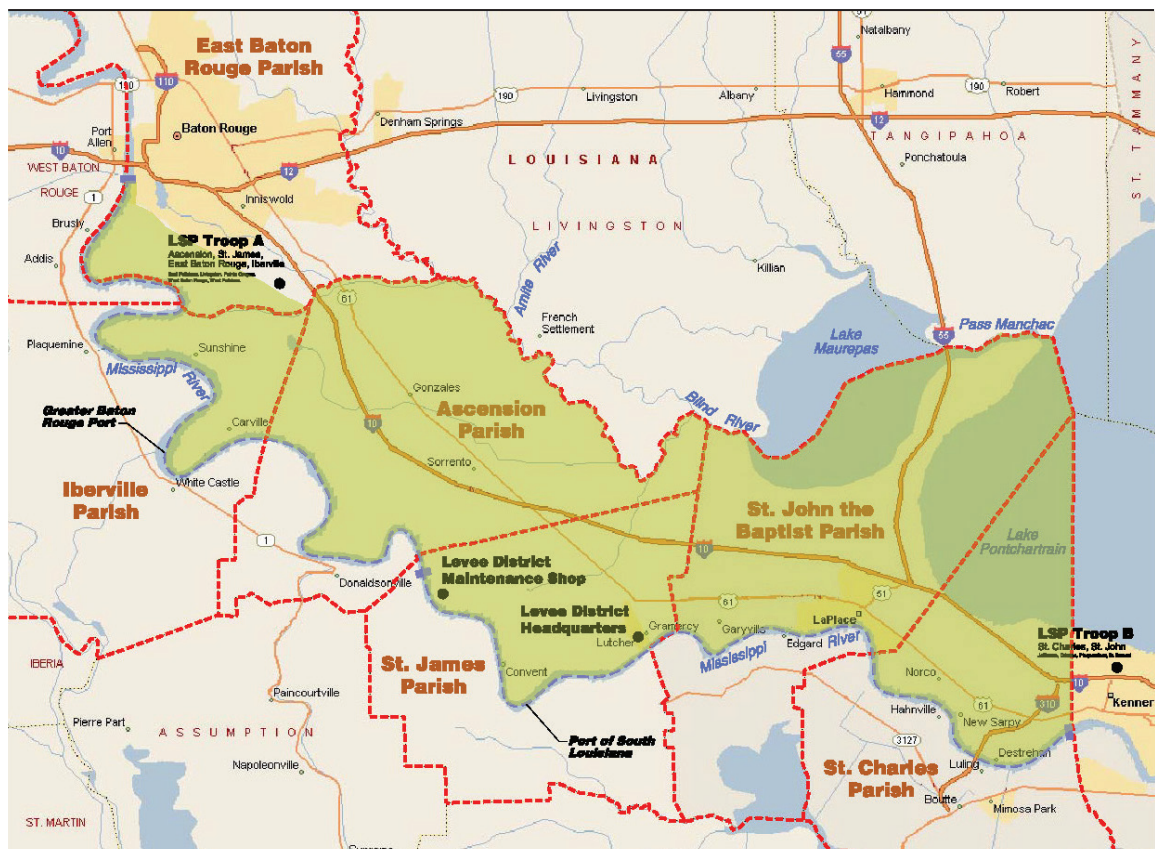 51
55
Natalbany
East Baton
Rouge Parish
110
190
190
Livingston
Albany
Hammond
190
Robert
ST. TAMMANY
Denham Springs
Port
Allen
Baton Rouge
12
TANGIPAHOA
10
LOUISIANA
Ponchatoula
WEST BATON
ROUGE
12
1
Inniswold
Brusly
LIVINGSTON
LSP Troop A
Ascension, St. James,
East Baton Rouge, Iberville
Addis
Amite River
Killian
61
French
Settlement
55
Pass Manchac
Lake
Maurepas
Plaquemine
Sunshine
Mississippi
River
Gonzales
Blind River
Greater Baton
Rouge Port
Carville
10
Ascension
Parish
Sorrento
White Castle
Iberville
Parish
St. John the
Baptist Parish
Lake
Pontchartrain
1
10
Donaldsonville
Levee District
Maintenance Shop
61
61
LaPlace
Levee District
Headquarters
Gramercy
Lutcher
Garyville
Edgard
Mississippi
River
LSP Troop B
St. Charles, St. John
IBERIA
St. James
Parish
Convent
Norco
10
Kenner
Paincourtville
310
61
Hahnville
New Sarpy
Pierre Part
ASSUMPTION
Port of South
Louisiana
3127
Destrehan
Luling
Napoleonville
St. Charles
Parish
Boutte
Mimosa Park
ST. MARTIN